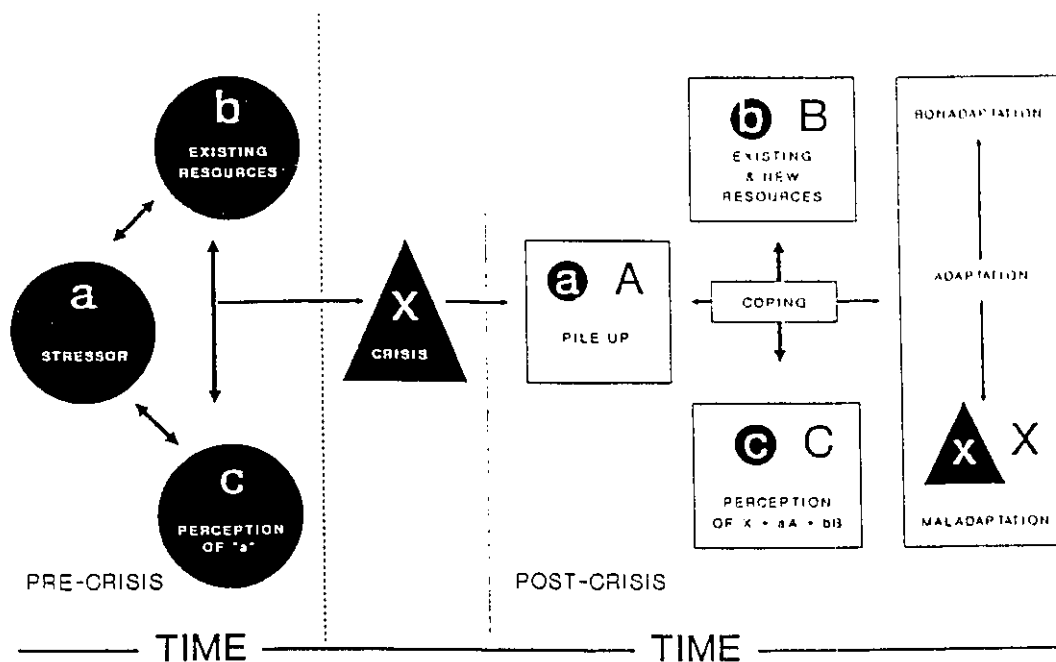 b
EXISTING
RESOURCES
a
STRESSOR
c
PERCEPTION
OF "a"
PRE-CRISIS
X
CRISIS
a A
PILE UP
b B
EXISTING
& NEW
RESOURCES
COPING
c C
PERCEPTION
OF X + aA + bB
POST-CRISIS
BONADAPTATION
ADAPTATION
X X
MALADAPTATION
TIME
TIME